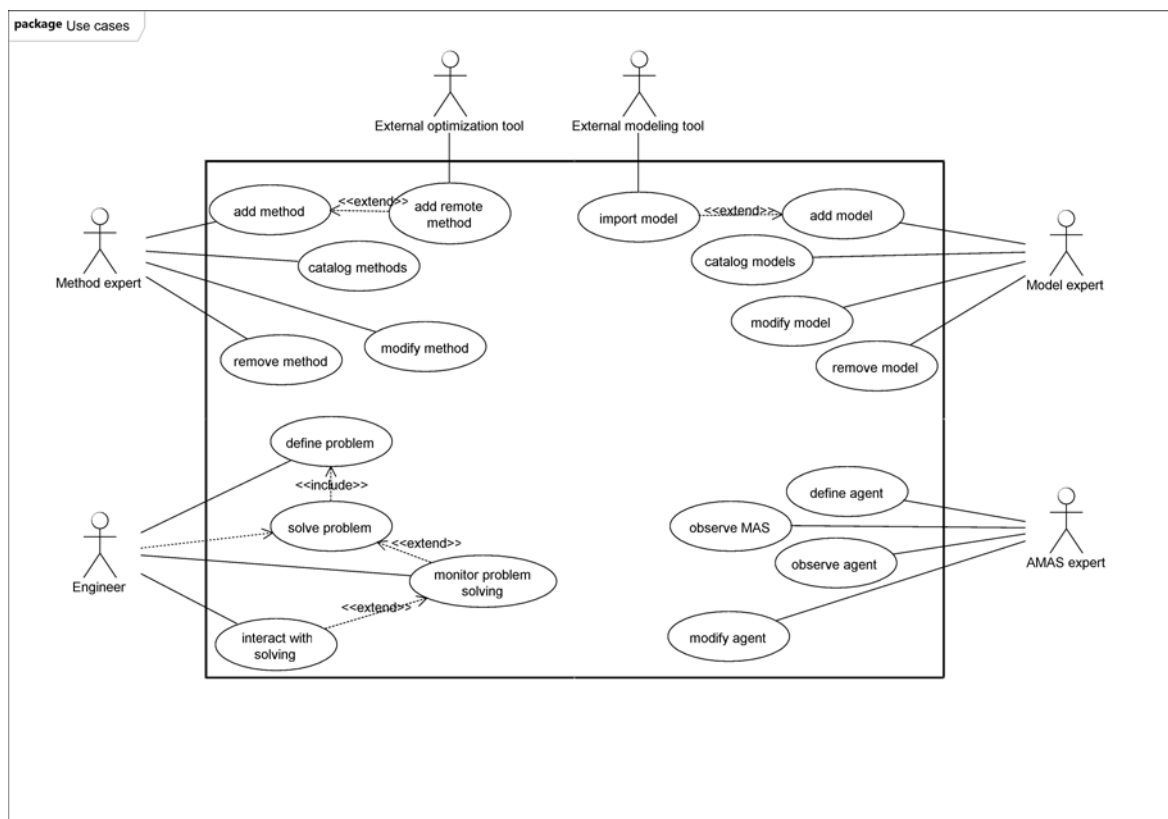 package Use cases
External optimization tool
External modeling tool
add method
<<extend>>
add remote
method
import model
<<extend>>
add model
catalog methods
catalog models
Method expert
Model expert
modify model
modify method
remove method
remove model
define problem
<<include>>
define agent
solve problem
observe MAS
<<extend>>
observe agent
AMAS expert
Engineer
monitor problem
solving
<<extend>>
interact with
solving
modify agent